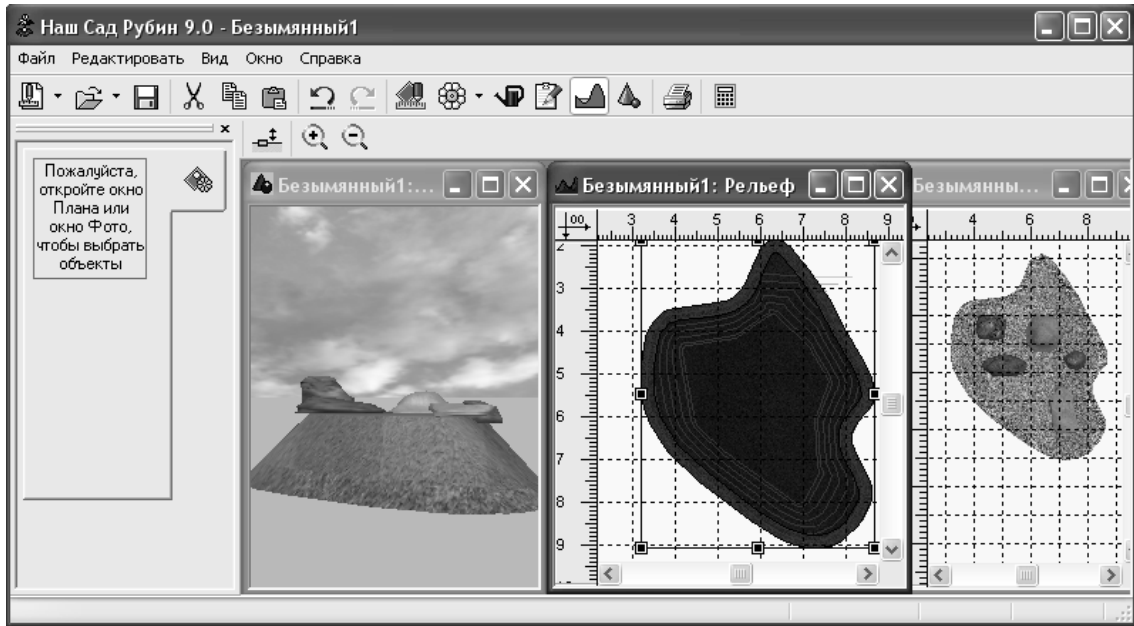 Наш Сад Рубин 9.0 - Безымянный1
Файл Редактировать Вид Окно Справка
Пожалуйста,
откройте окно
Плана или
окно Фото,
чтобы выбрать
объекты
Безымянный1:...
Безымянный1: Рельеф
Безымянны...
00 3 4 5 6 7 8 9
2
3
4
5
6
7
8
9
4 6 8